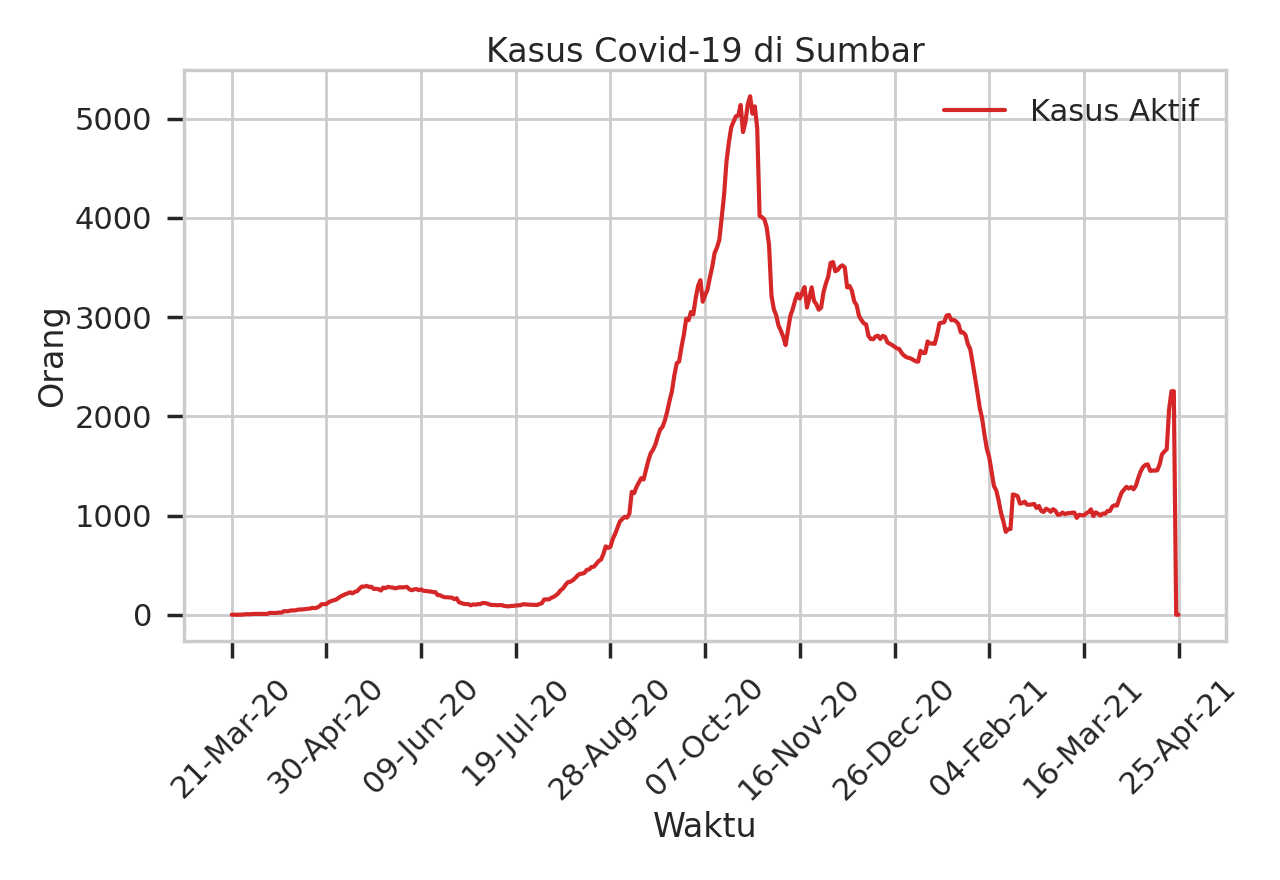 Kasus Covid-19 di Sumbar
Kasus Aktif
Orang
5000
4000
3000
2000
1000
0
21-Mar-20
30-Apr-20
09-Jun-20
19-Jul-20
28-Aug-20
07-Oct-20
16-Nov-20
26-Dec-20
04-Feb-21
16-Mar-21
25-Apr-21
Waktu